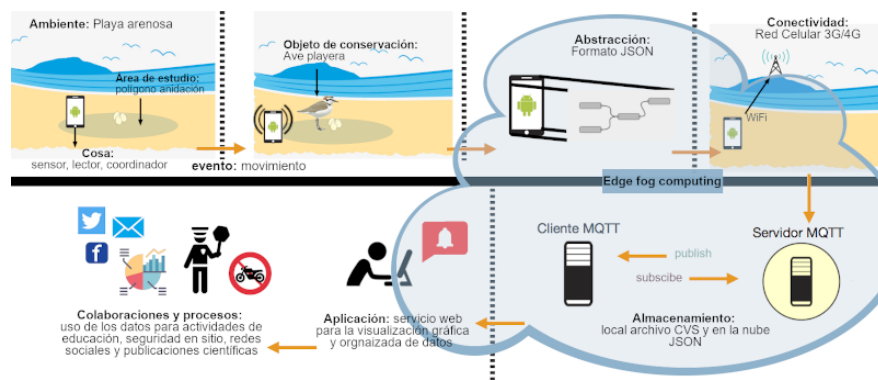 Ambiente: Playa arenosa
Área de estudio:
polígono anidación
Cosa:
sensor, lector, coordinador
Objeto de conservación:
Ave playera
evento: movimiento
Abstracción:
Formato JSON
Conectividad:
Red Celular 3G/4G
WiFi
Edge fog computing
Cliente MQTT
publish
subscibe
Servidor MQTT
Almacenamiento:
local archivo CVS y en la nube
JSON
Aplicación: servicio web
para la visualización gráfica
y orgnaizada de datos
Colaboraciones y procesos:
uso de los datos para actividades de
educación, seguridad en sitio, redes
sociales y publicaciones científicas